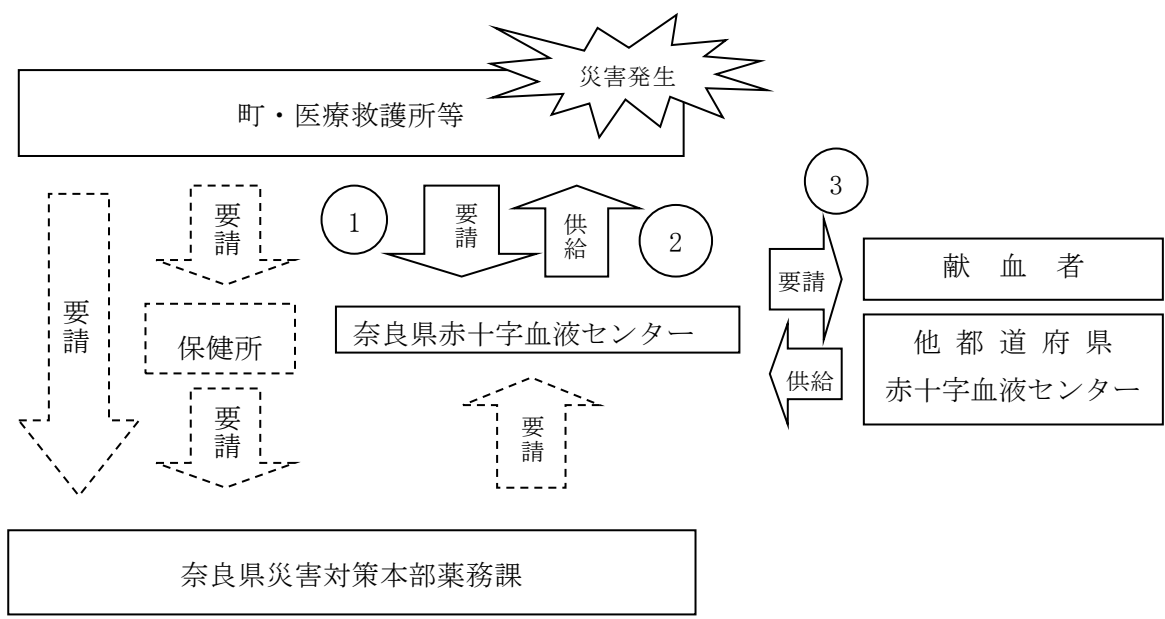 災害発生
町・医療救護所等
要請
要請
1
要請
供給
2
3
要請
献 血 者
保健所
奈良県赤十字血液センター
他 都 道 府 県
赤十字血液センター
供給
要請
要請
奈良県災害対策本部薬務課